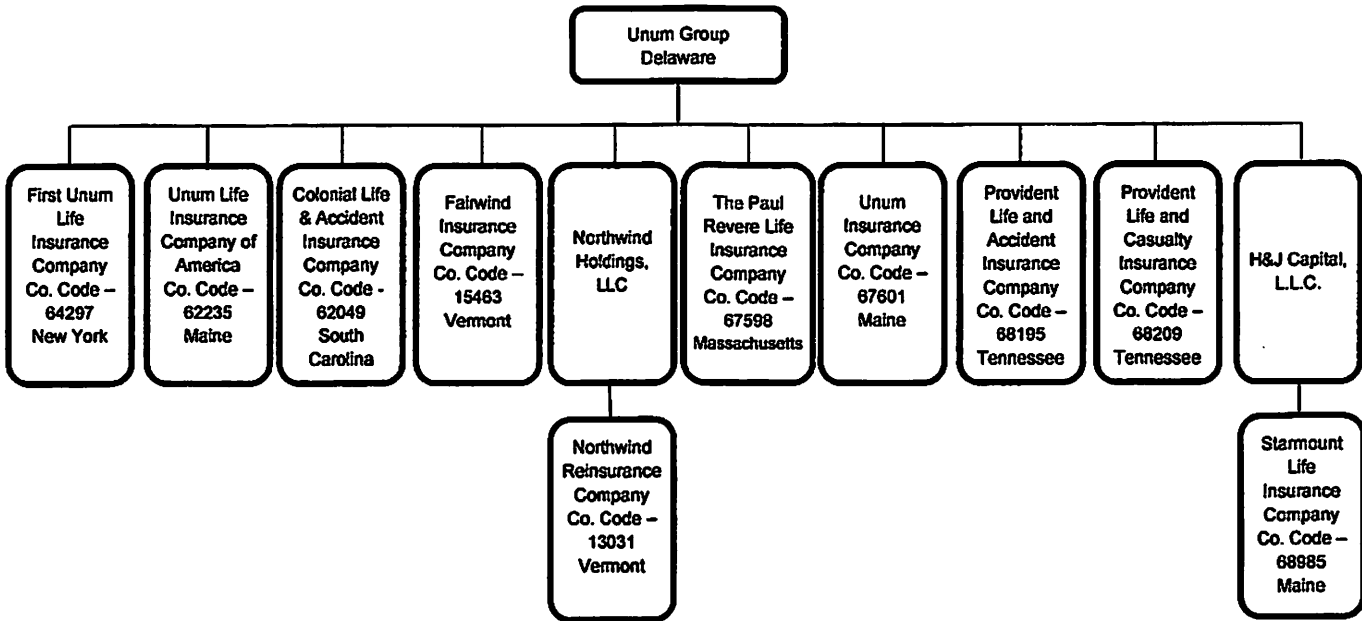 Unum Group
Delaware
First Unum
Life
Insurance
Company
Co. Code –
64297
New York
Unum Life
Insurance
Company of
America
Co. Code –
62235
Maine
Colonial Life
& Accident
Insurance
Company
Co. Code -
62049
South
Carolina
Fairwind
Insurance
Company
Co. Code –
15463
Vermont
Northwind
Holdings,
LLC
The Paul
Revere Life
Insurance
Company
Co. Code –
67598
Massachusetts
Unum
Insurance
Company
Co. Code –
67601
Maine
Provident
Life and
Accident
Insurance
Company
Co. Code –
68195
Tennessee
Provident
Life and
Casualty
Insurance
Company
Co. Code –
68209
Tennessee
H&J Capital,
L.L.C.
Northwind
Reinsurance
Company
Co. Code –
13031
Vermont
Starmount
Life
Insurance
Company
Co. Code –
68985
Maine